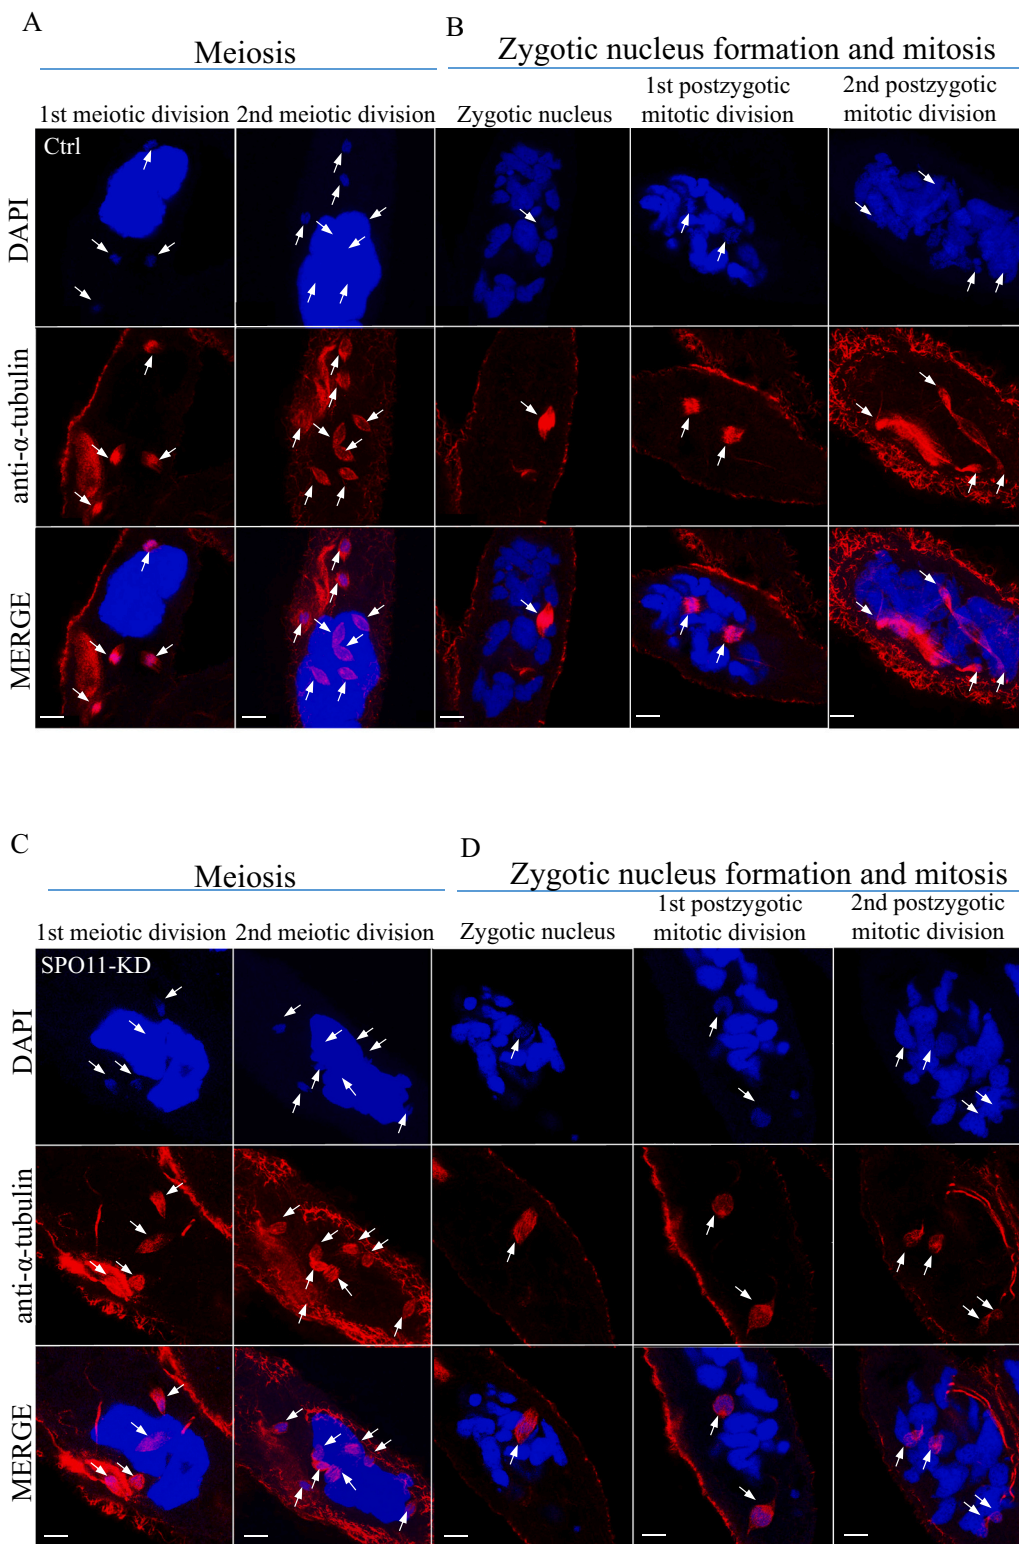 A
Meiosis
B
Zygotic nucleus formation and mitosis
1st meiotic division
2nd meiotic division
Zygotic nucleus
1st postzygotic
mitotic division
2nd postzygotic
mitotic division
Ctrl
DAPI
anti-α-tubulin
MERGE
C
Meiosis
D
Zygotic nucleus formation and mitosis
1st meiotic division
2nd meiotic division
Zygotic nucleus
1st postzygotic
mitotic division
2nd postzygotic
mitotic division
SPO11-KD
DAPI
anti-α-tubulin
MERGE